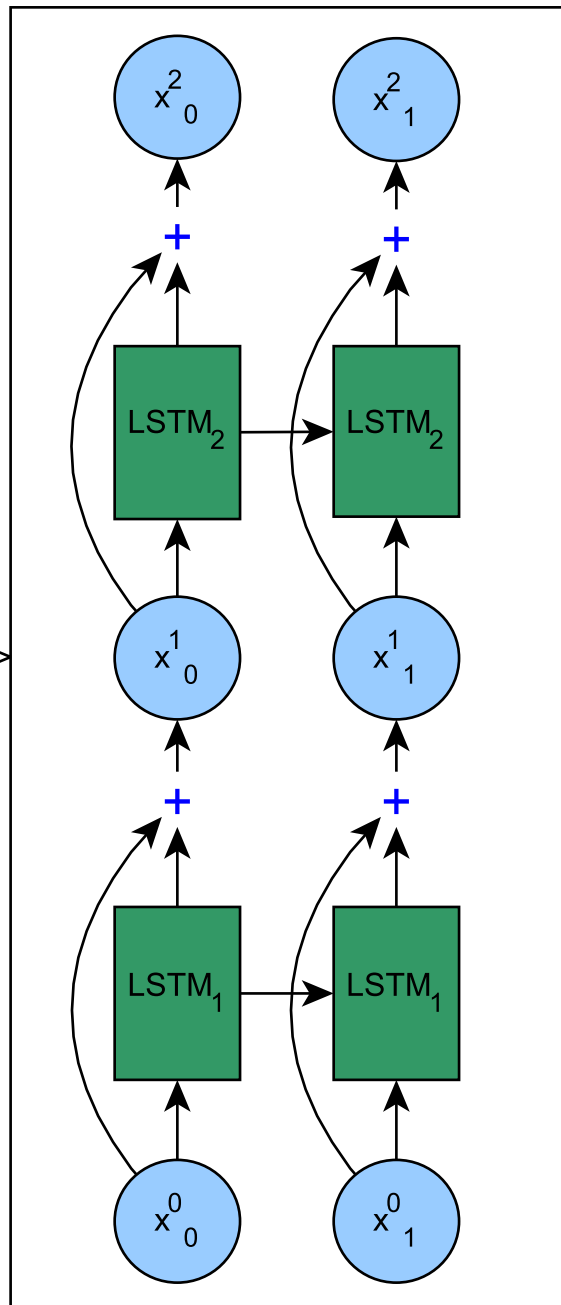 x²₀ x²₁
+ +
LSTM₂ LSTM₂
x¹₀ x¹₁
+ +
LSTM₁ LSTM₁
x⁰₀ x⁰₁